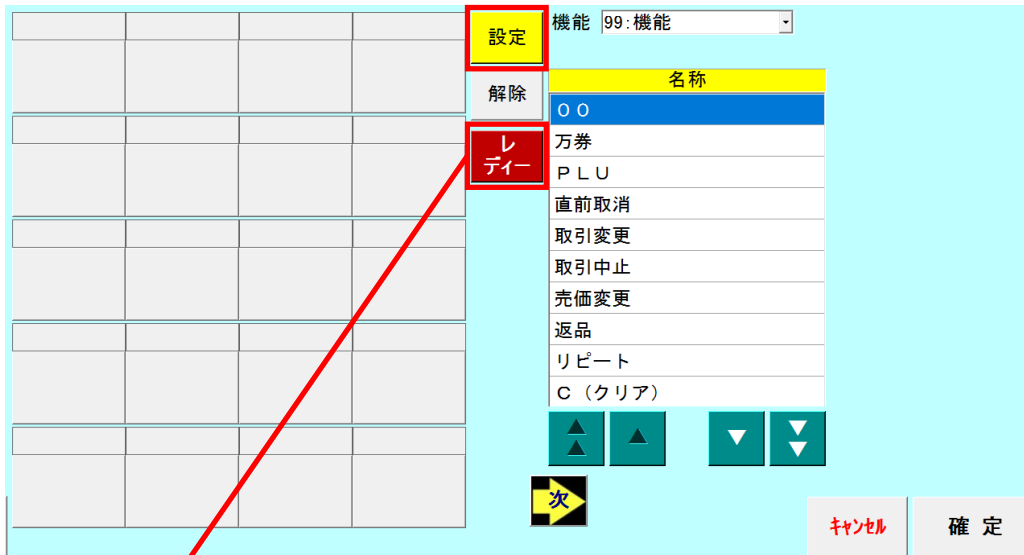 設定
解除
レ
ディー
機能 99:機能
名称
００
万券
ＰＬＵ
直前取消
取引変更
取引中止
売価変更
返品
リピート
Ｃ（クリア）
次
ｷｬﾝｾﾙ
確 定